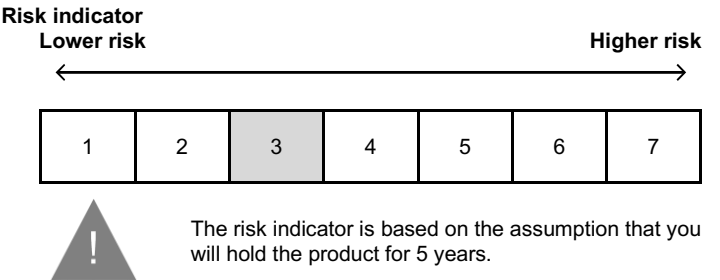 Risk indicator
Lower risk Higher risk
1 2 3 4 5 6 7
!
The risk indicator is based on the assumption that you
will hold the product for 5 years.